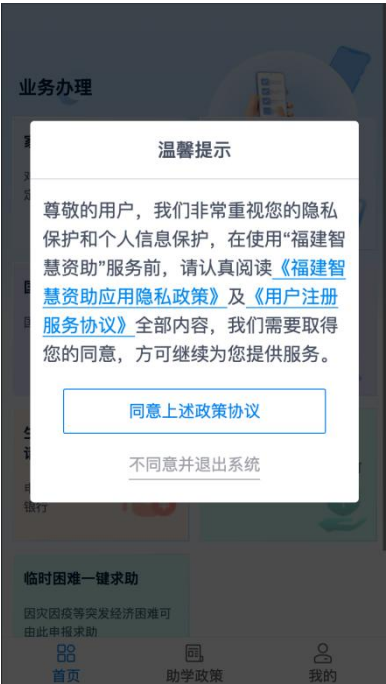 业务办理
温馨提示
尊敬的用户，我们非常重视您的隐私
保护和个人信息保护，在使用“福建智
慧资助”服务前，请认真阅读《福建智
慧资助应用隐私政策》及《用户注册
服务协议》全部内容，我们需要取得
您的同意，方可继续为您提供服务。
同意上述政策协议
不同意并退出系统
银行
临时困难一键求助
因灾因疫等突发经济困难可
由此申报求助
首页
助学政策
我的